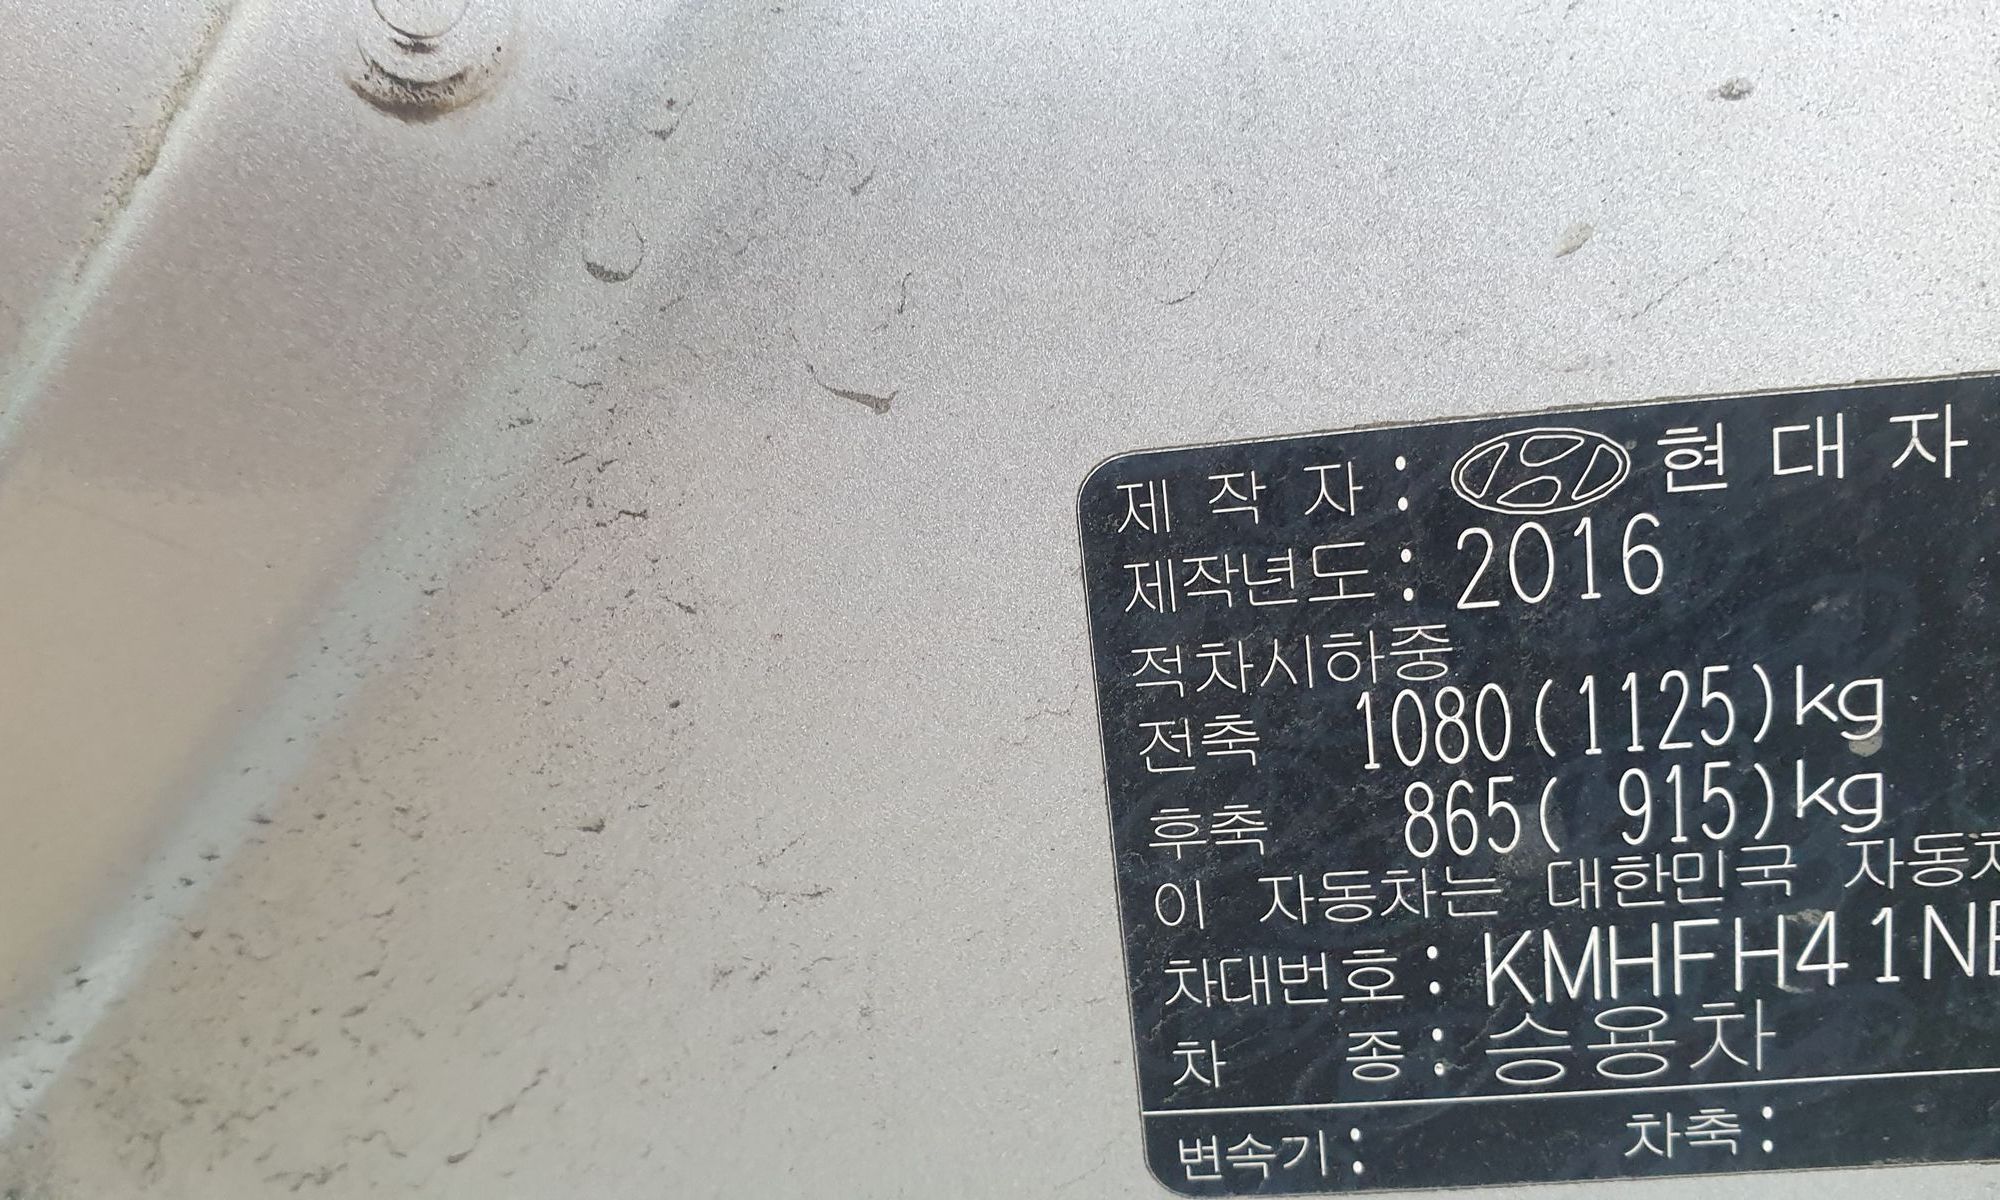 제 작 자 : 현 대 자
제작년도 : 2016
적차시하중
전축 1080(1125)kg
후축 865( 915)kg
이 자동차는 대한민국 자동차
차대번호 : KMHFH41NE
차 종 : 승용차
변속기 : 차축 :